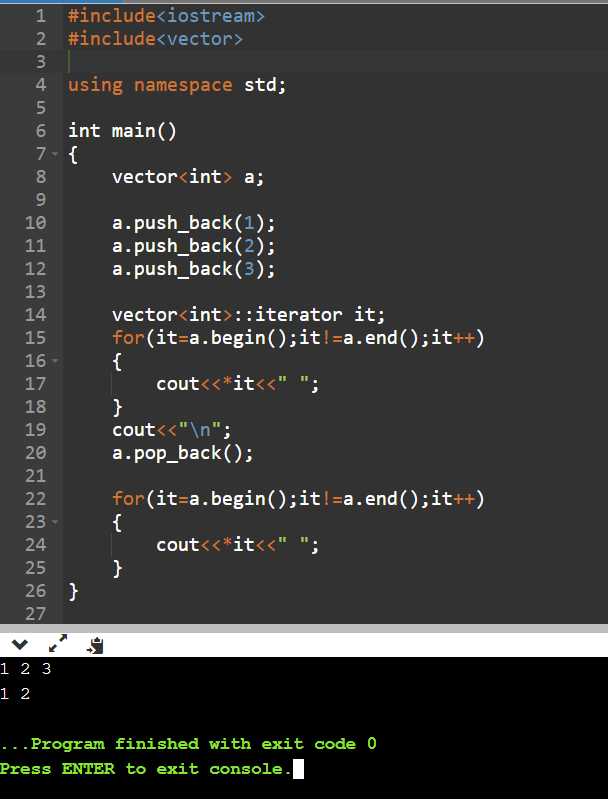 1 #include<iostream>
2 #include<vector>
3
4 using namespace std;
5
6 int main()
7 {
8     vector<int> a;
9
10     a.push_back(1);
11     a.push_back(2);
12     a.push_back(3);
13
14     vector<int>::iterator it;
15     for(it=a.begin();it!=a.end();it++)
16     {
17         cout<<*it<<" ";
18     }
19     cout<<"\n";
20     a.pop_back();
21
22     for(it=a.begin();it!=a.end();it++)
23     {
24         cout<<*it<<" ";
25     }
26 }
27
1 2 3
1 2
...Program finished with exit code 0
Press ENTER to exit console.